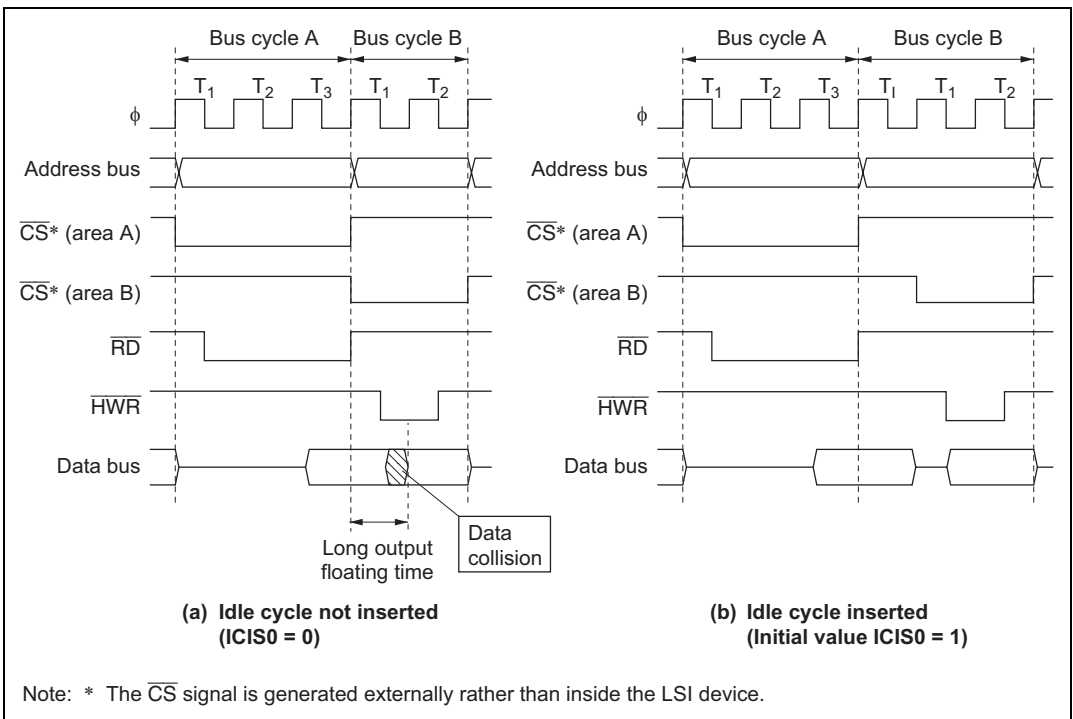 Bus cycle A Bus cycle B
T1 T2 T3 T1 T2
ϕ
Address bus
CS* (area A)
CS* (area B)
RD
HWR
Data bus
Long output
floating time
Data
collision
(a) Idle cycle not inserted
(ICIS0 = 0)
Bus cycle A Bus cycle B
T1 T2 T3 TI T1 T2
ϕ
Address bus
CS* (area A)
CS* (area B)
RD
HWR
Data bus
(b) Idle cycle inserted
(Initial value ICIS0 = 1)
Note: * The CS signal is generated externally rather than inside the LSI device.